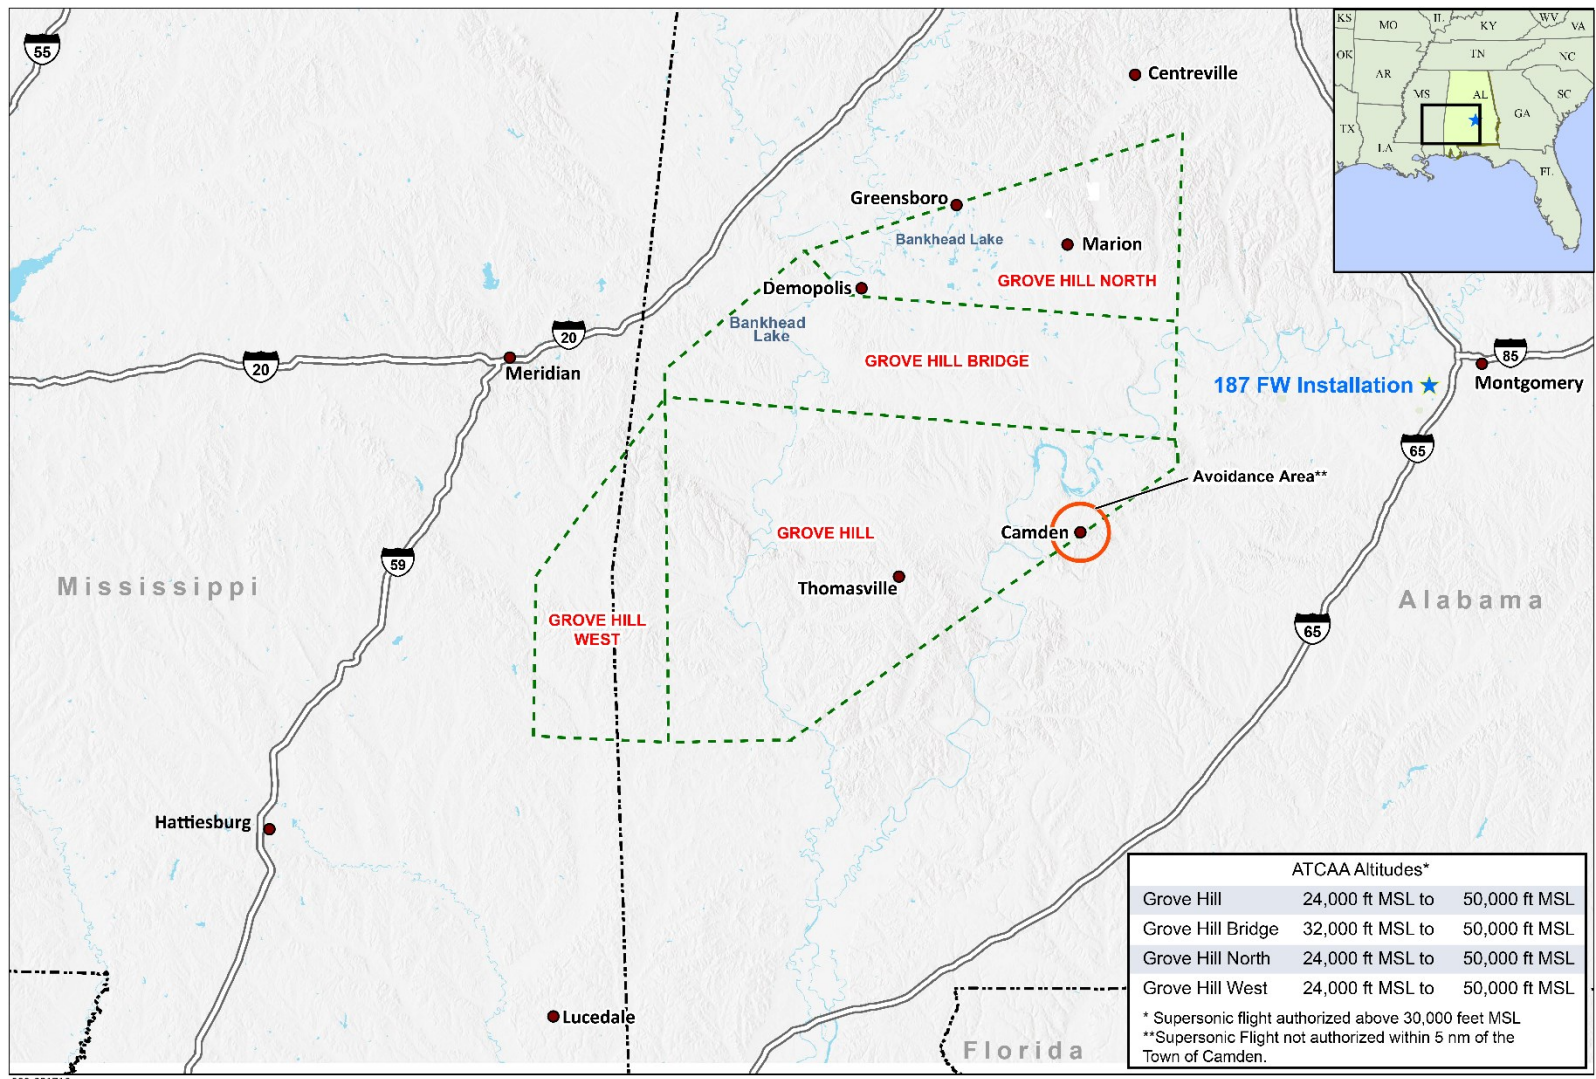 55
Centreville
KS
MO
IL
KY
WV
VA
OK
TN
NC
AR
MS
AL
SC
GA
TX
LA
FL
Greensboro
Bankhead Lake
Marion
GROVE HILL NORTH
Demopolis
Bankhead
Lake
20
20
Meridian
GROVE HILL BRIDGE
85
187 FW Installation
Montgomery
65
Avoidance Area**
GROVE HILL
Camden
59
Mississippi
Thomasville
Alabama
GROVE HILL
WEST
65
Hattiesburg
Lucedale
Florida
ATCAA Altitudes*
Grove Hill 24,000 ft MSL to 50,000 ft MSL
Grove Hill Bridge 32,000 ft MSL to 50,000 ft MSL
Grove Hill North 24,000 ft MSL to 50,000 ft MSL
Grove Hill West 24,000 ft MSL to 50,000 ft MSL
* Supersonic flight authorized above 30,000 feet MSL
**Supersonic Flight not authorized within 5 nm of the
Town of Camden.